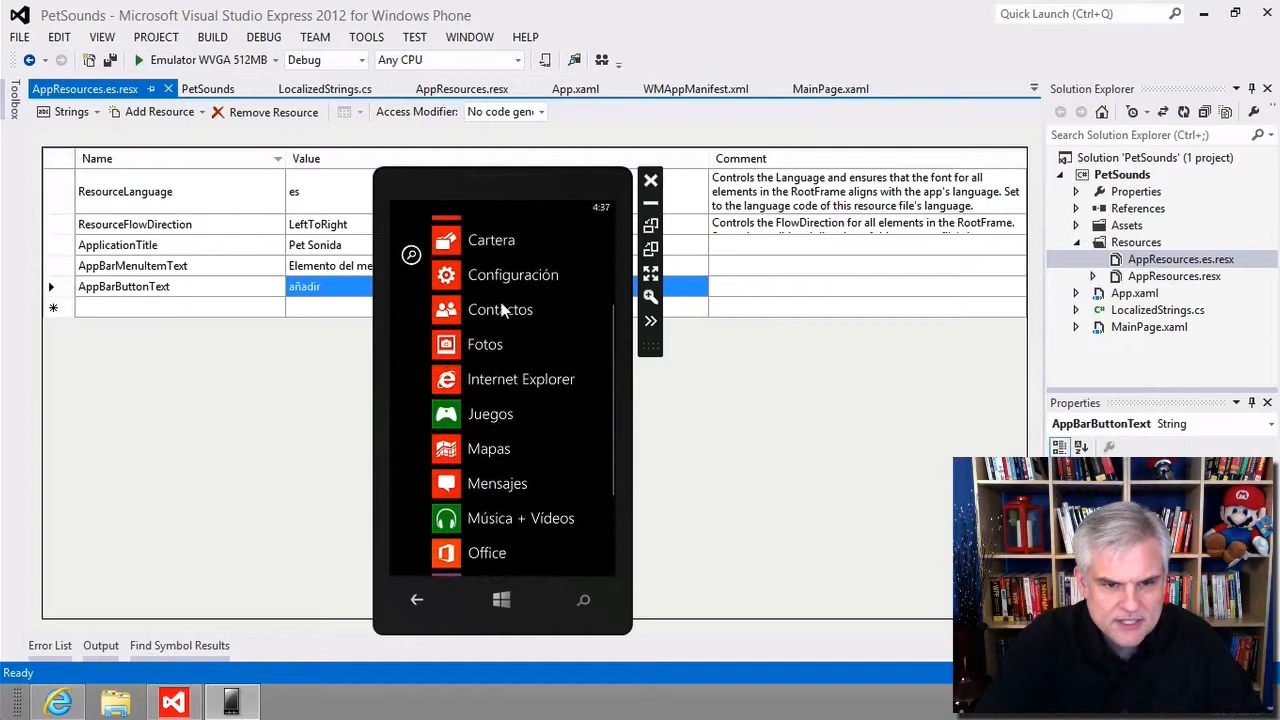 PetSounds - Microsoft Visual Studio Express 2012 for Windows Phone
Quick Launch (Ctrl+Q)
FILE EDIT VIEW PROJECT BUILD DEBUG TEAM TOOLS TEST WINDOW HELP
Emulator WVGA 512MB Debug Any CPU
AppResources.es.resx PetSounds LocalizedStrings.cs AppResources.resx App.xaml WMAppManifest.xml MainPage.xaml
Toolbox
Strings Add Resource Remove Resource Access Modifier: No code gen
Name Value Comment
ResourceLanguage es Controls the Language and ensures that the font for all
elements in the RootFrame aligns with the app's language. Set
to the language code of this resource file's language.
ResourceFlowDirection LeftToRight Controls the FlowDirection for all elements in the RootFrame.
ApplicationTitle Pet Sonida
AppBarMenuItemText Elemento del me
AppBarButtonText añadir
4:37
Cartera
Configuración
Contactos
Fotos
Internet Explorer
Juegos
Mapas
Mensajes
Música + Vídeos
Office
Solution Explorer
Search Solution Explorer (Ctrl+;)
Solution 'PetSounds' (1 project)
PetSounds
Properties
References
Assets
Resources
AppResources.es.resx
AppResources.resx
App.xaml
LocalizedStrings.cs
MainPage.xaml
Properties
AppBarButtonText String
Error List Output Find Symbol Results
Ready